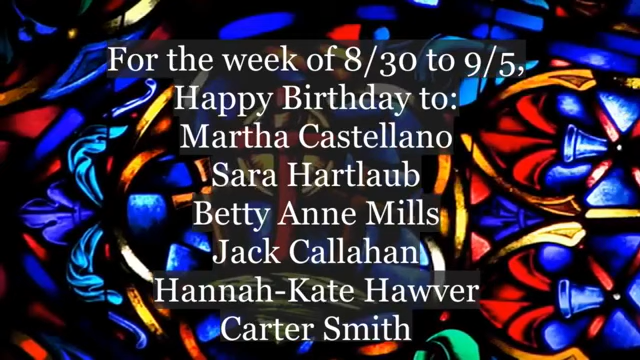 For the week of 8/30 to 9/5,
Happy Birthday to:
Martha Castellano
Sara Hartlaub
Betty Anne Mills
Jack Callahan
Hannah-Kate Hawver
Carter Smith